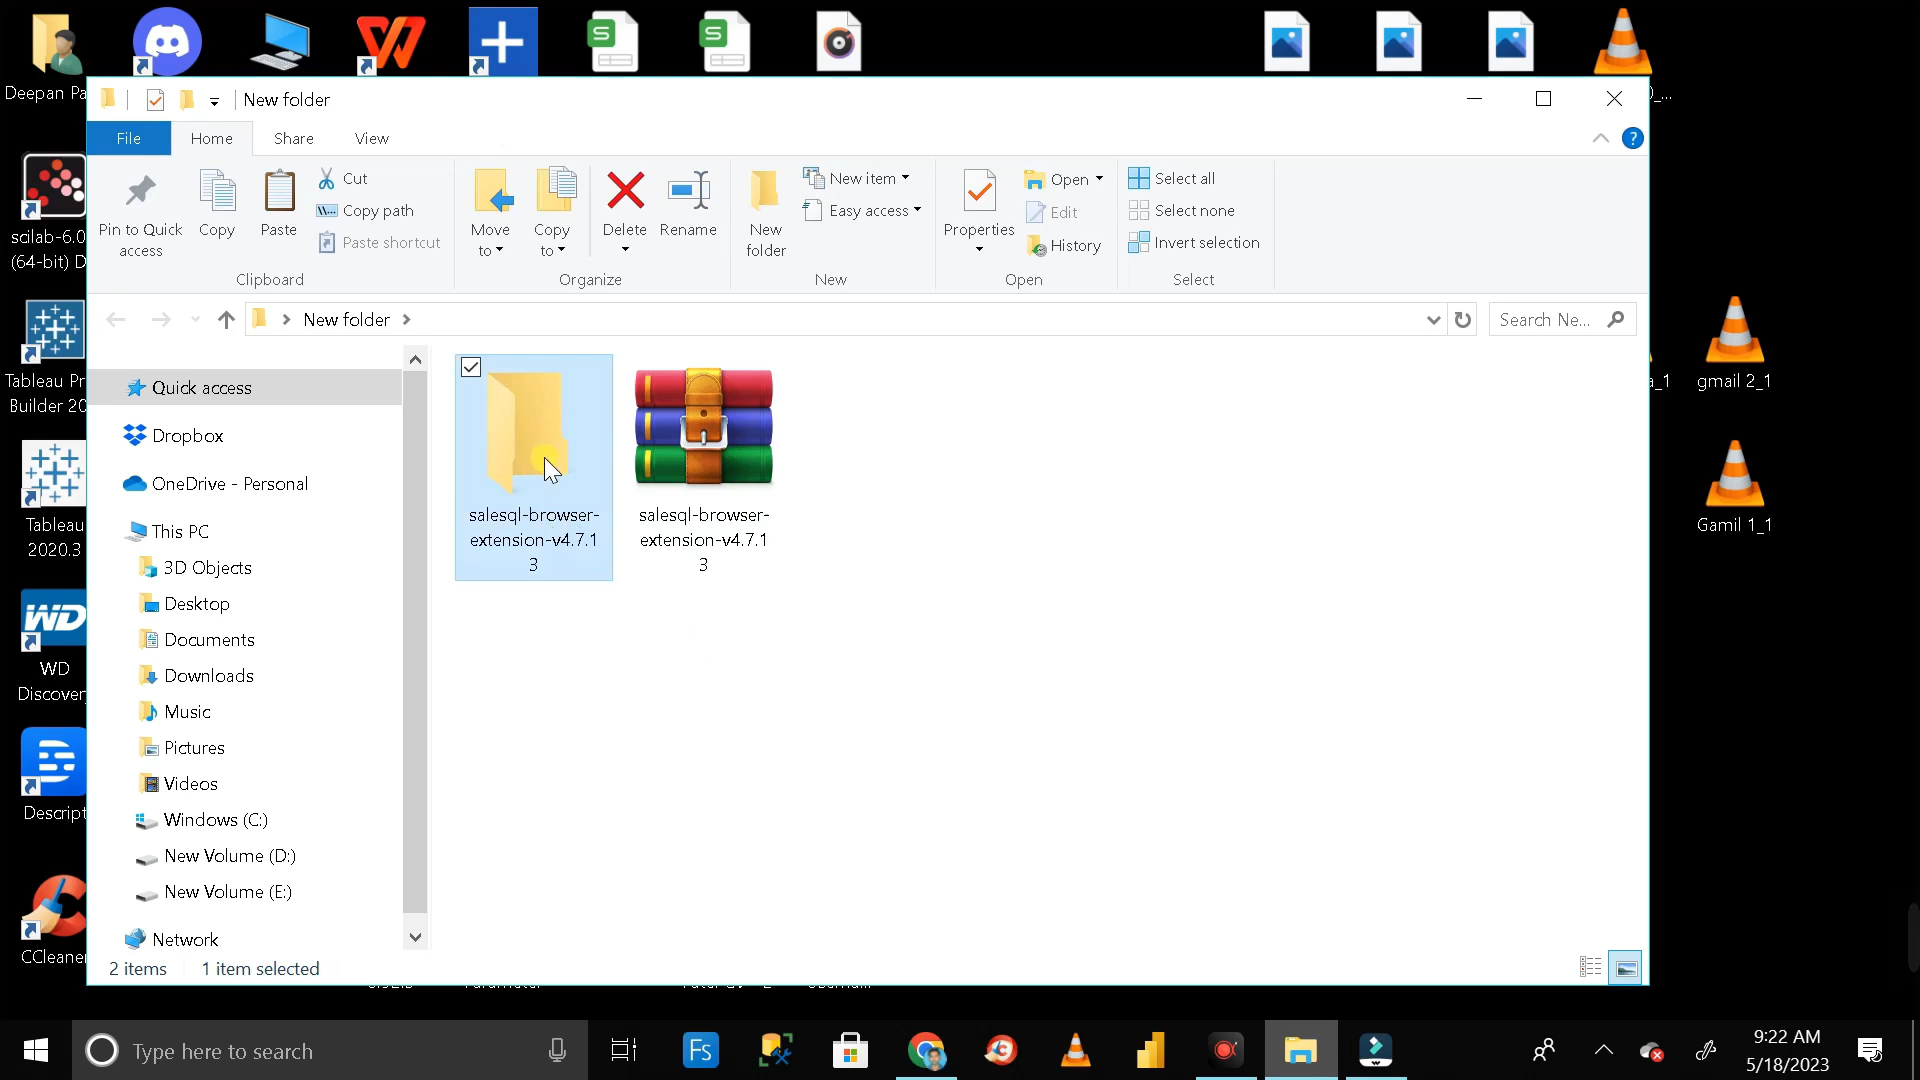 Deepan Pa
New folder
File
Home
Share
View
Pin to Quick
access
Copy
Paste
Cut
Copy path
Paste shortcut
Clipboard
Move
to
Copy
to
Delete
Rename
Organize
New
folder
New item
Easy access
New
Properties
Open
Edit
History
Open
Select all
Select none
Invert selection
Select
New folder
Search Ne...
Quick access
Dropbox
OneDrive - Personal
This PC
3D Objects
Desktop
Documents
Downloads
Music
Pictures
Videos
Windows (C:)
New Volume (D:)
New Volume (E:)
Network
salesql-browser-
extension-v4.7.1
3
salesql-browser-
extension-v4.7.1
3
2 items
1 item selected
scilab-6.0
(64-bit) D
Tableau Pr
Builder 20
Tableau
2020.3
WD
WD
Discovery
Descript
CCleaner
a_1
gmail 2_1
Gamil 1_1
Type here to search
Fs
9:22 AM
5/18/2023